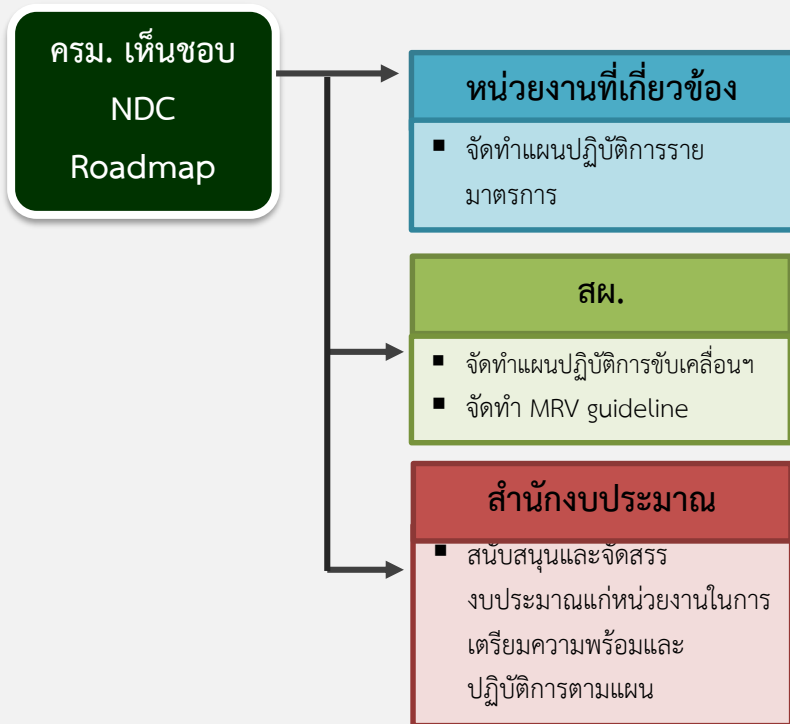 ครม. เห็นชอบ
NDC
Roadmap
หน่วยงานที่เกี่ยวข้อง
▪ จัดทำแผนปฏิบัติการราย
มาตรการ
สผ.
▪ จัดทำแผนปฏิบัติการขับเคลื่อนฯ
▪ จัดทำ MRV guideline
สำนักงบประมาณ
▪ สนับสนุนและจัดสรร
งบประมาณแก่หน่วยงานในการ
เตรียมความพร้อมและ
ปฏิบัติการตามแผน